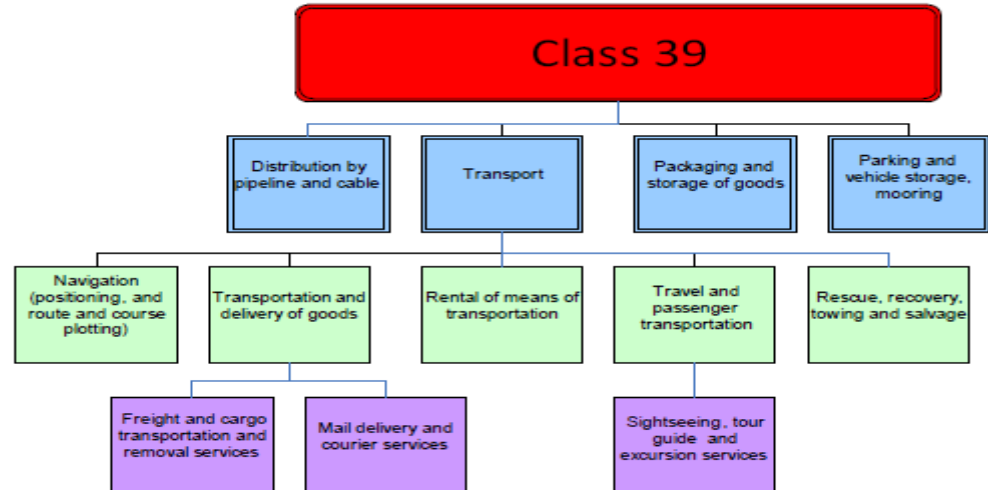 Class 39
Distribution by
pipeline and cable
Transport
Packaging and
storage of goods
Parking and
vehicle storage,
mooring
Navigation
(positioning, and
route and course
plotting)
Transportation and
delivery of goods
Rental of means of
transportation
Travel and
passenger
transportation
Rescue, recovery,
towing and salvage
Freight and cargo
transportation and
removal services
Mail delivery and
courier services
Sightseeing, tour
guide and
excursion services